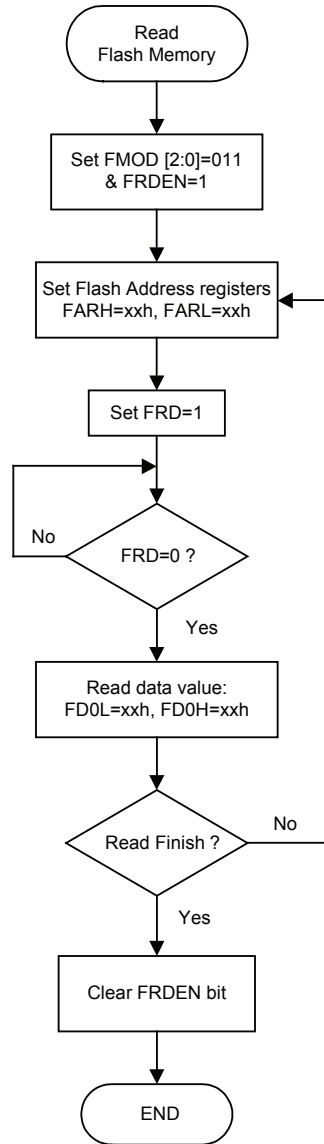 Read
Flash Memory
Set FMOD [2:0]=011
& FRDEN=1
Set Flash Address registers
FARH=xxh, FARL=xxh
Set FRD=1
No
FRD=0 ?
Yes
Read data value:
FD0L=xxh, FD0H=xxh
Read Finish ?
No
Yes
Clear FRDEN bit
END